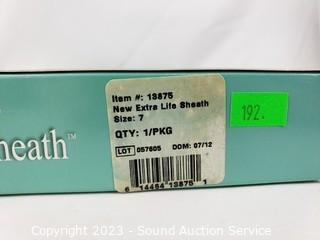 Item #: 13875
New Extra Life Sheath
Size: 7
QTY: 1/PKG
LOT 057605 DOM: 07/12
6 14464 13875 1
192.
heath™
Copyright 2023 - Sound Auction Service